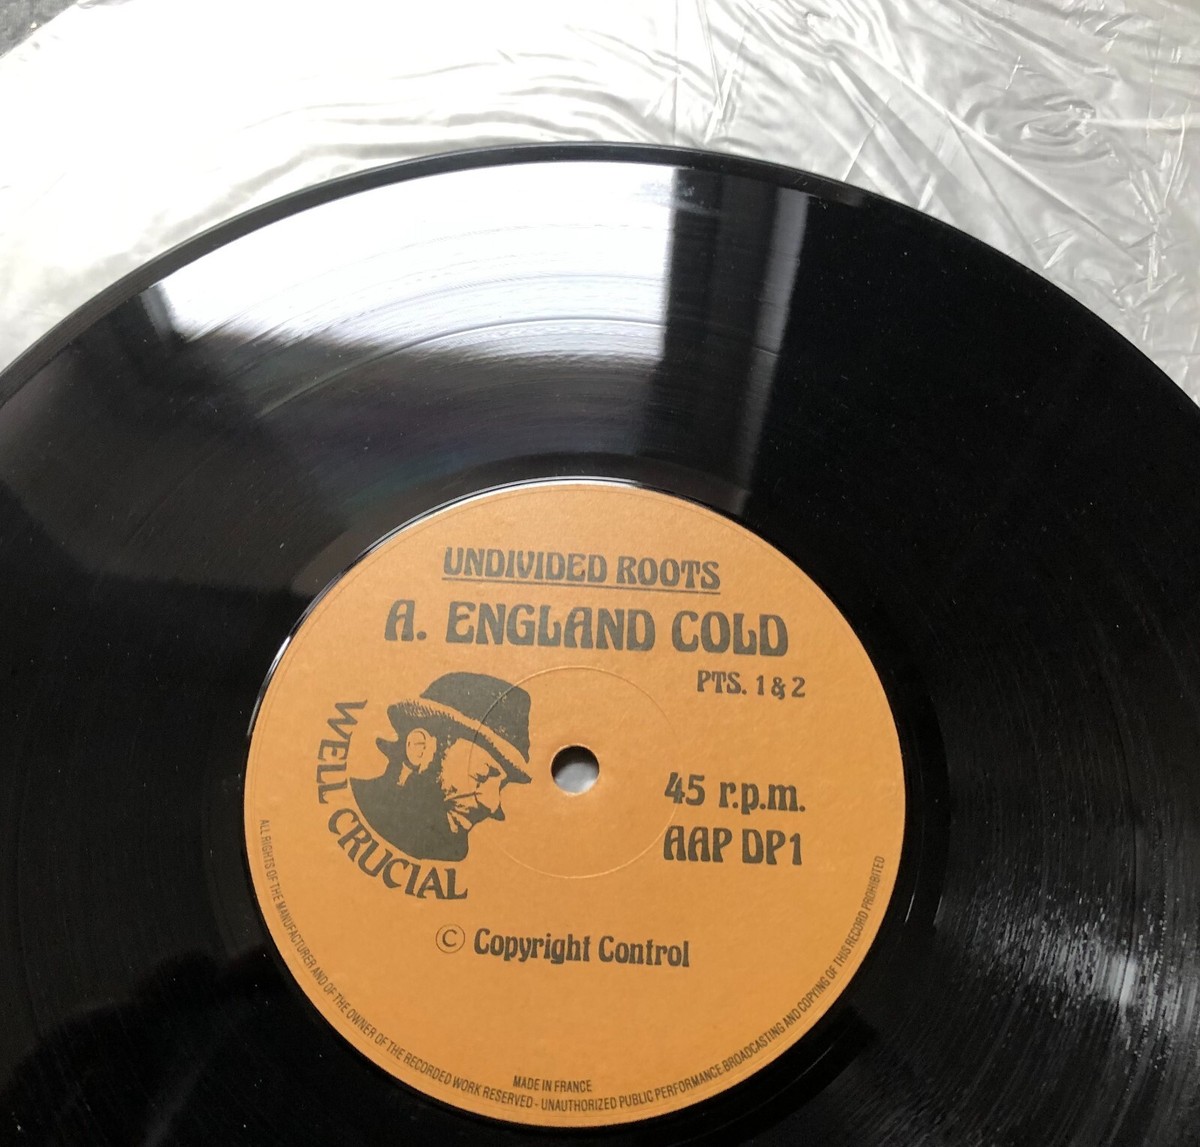 UNDIVIDED ROOTS
A. ENGLAND COLD
PTS. 1 & 2
WELL CRUCIAL
45 r.p.m.
AAP DP1
© Copyright Control
MADE IN FRANCE
ALL RIGHTS OF THE MANUFACTURER AND OF THE OWNER OF THE RECORDED WORK RESERVED - UNAUTHORIZED PUBLIC PERFORMANCE BROADCASTING AND COPYING OF THIS RECORD PROHIBITED